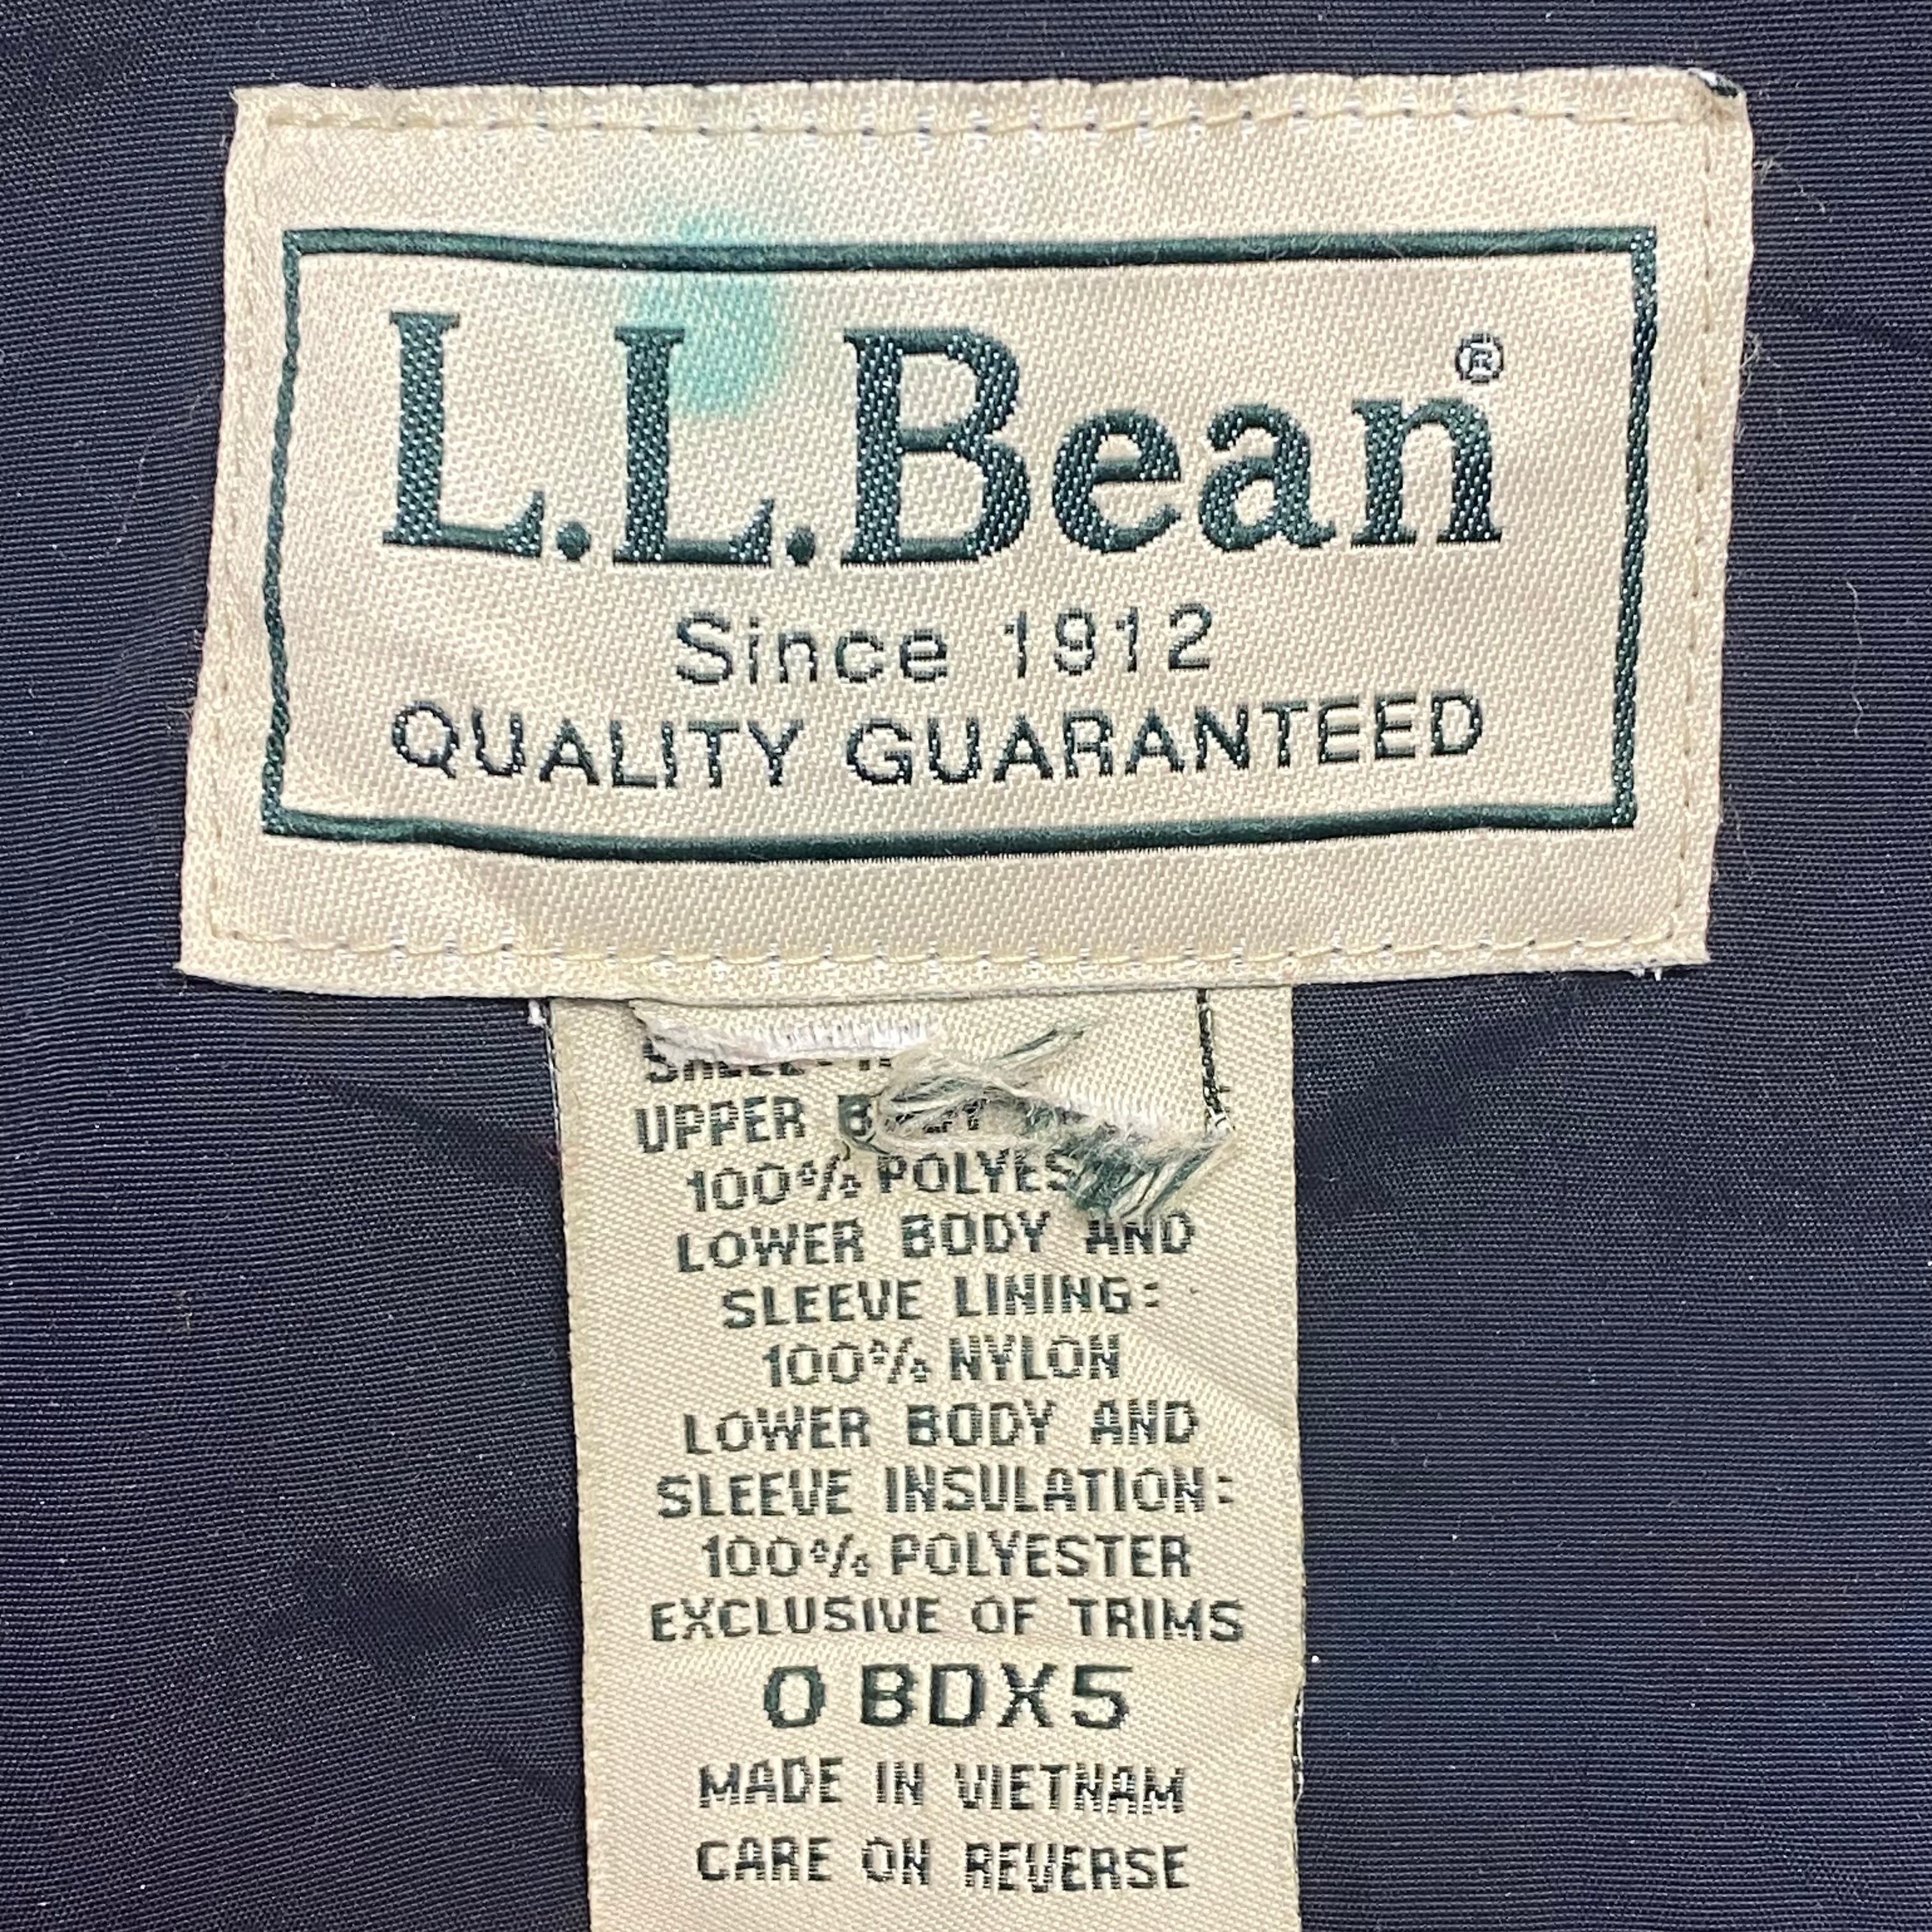 L.L.Bean®
Since 1912
QUALITY GUARANTEED
UPPER
100%
LOWER BODY AND
SLEEVE LINING:
100% NYLON
LOWER BODY AND
SLEEVE INSULATION:
100% POLYESTER
EXCLUSIVE OF TRIMS
0 BDX5
MADE IN VIETNAM
CARE ON REVERSE